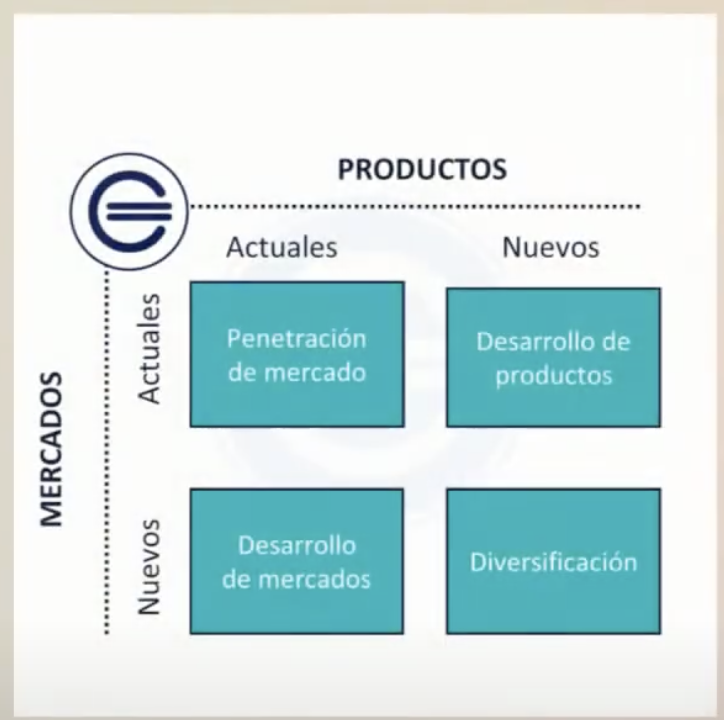 PRODUCTOS
Actuales
Nuevos
MERCADOS
Actuales
Penetración
de mercado
Desarrollo de
productos
Nuevos
Desarrollo
de mercados
Diversificación